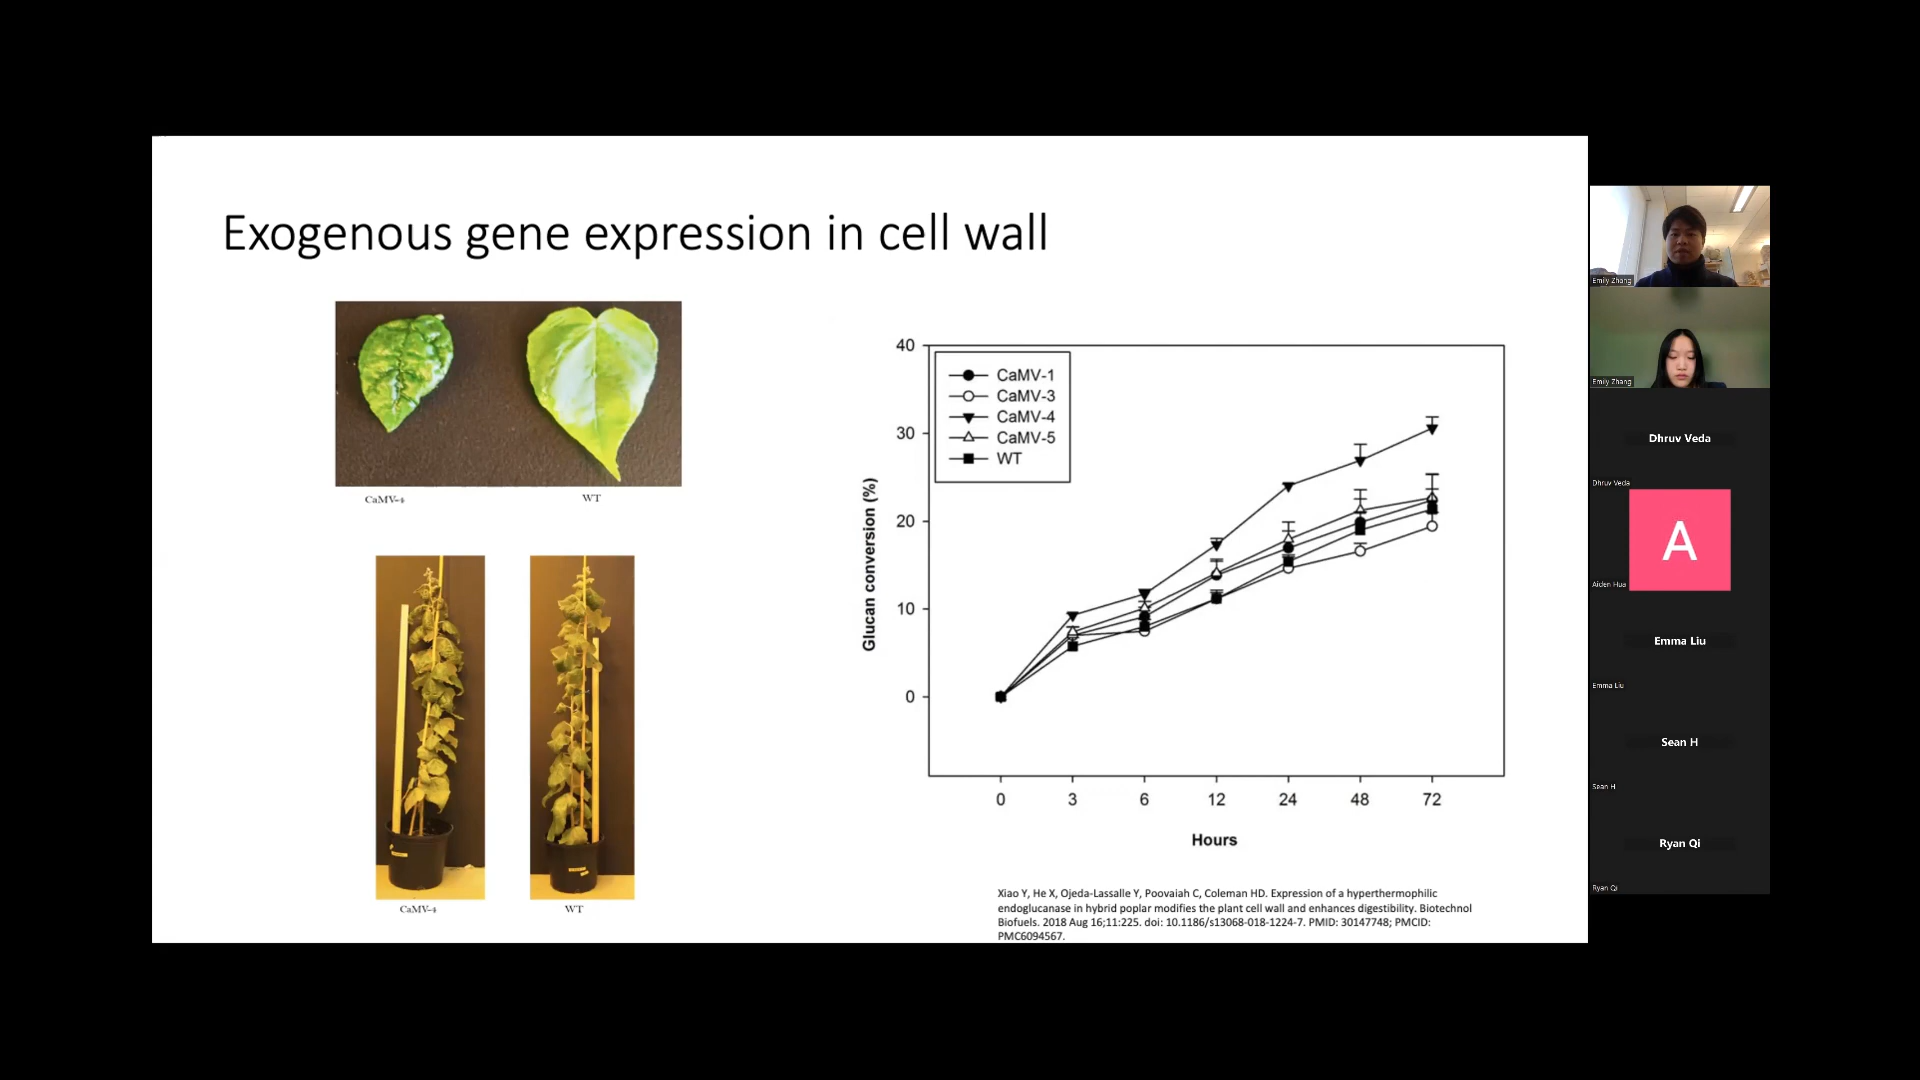 Exogenous gene expression in cell wall
CaMV-4
WT
CaMV-4
WT
40
30
20
10
0
Glucan conversion (%)
CaMV-1
CaMV-3
CaMV-4
CaMV-5
WT
0 3 6 12 24 48 72
Hours
Xiao Y, He X, Ojeda-Lassalle Y, Poovaiah C, Coleman HD. Expression of a hyperthermophilic
endoglucanase in hybrid poplar modifies the plant cell wall and enhances digestibility. Biotechnol
Biofuels. 2018 Aug 16;11:225. doi: 10.1186/s13068-018-1224-7. PMID: 30147748; PMCID:
PMC6094567.
Emily Zhang
Emily Zhang
Dhruv Veda
Dhruv Veda
A
Aiden Hua
Emma Liu
Emma Liu
Sean H
Sean H
Ryan Qi
Ryan Qi